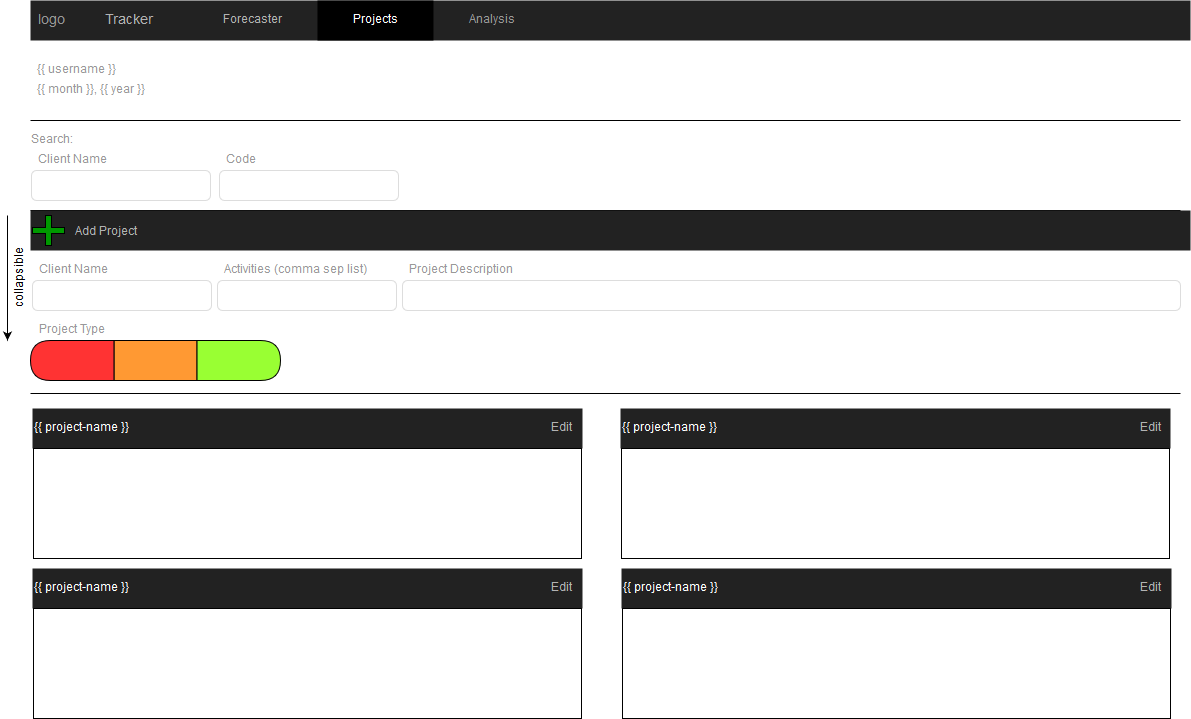 logo Tracker Forecaster Projects Analysis
{{ username }}
{{ month }}, {{ year }}
Search:
Client Name Code
Add Project
collapsible
Client Name Activities (comma sep list) Project Description
Project Type
{{ project-name }} Edit {{ project-name }} Edit
{{ project-name }} Edit {{ project-name }} Edit